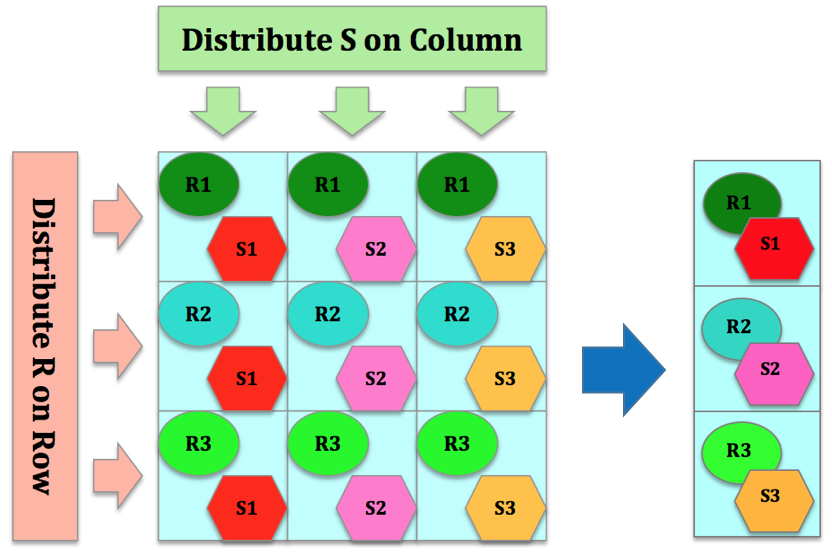 Distribute S on Column
Distribute R on Row
R1 R1 R1
S1 S2 S3
R2 R2 R2
S1 S2 S3
R3 R3 R3
S1 S2 S3
R1
S1
R2
S2
R3
S3